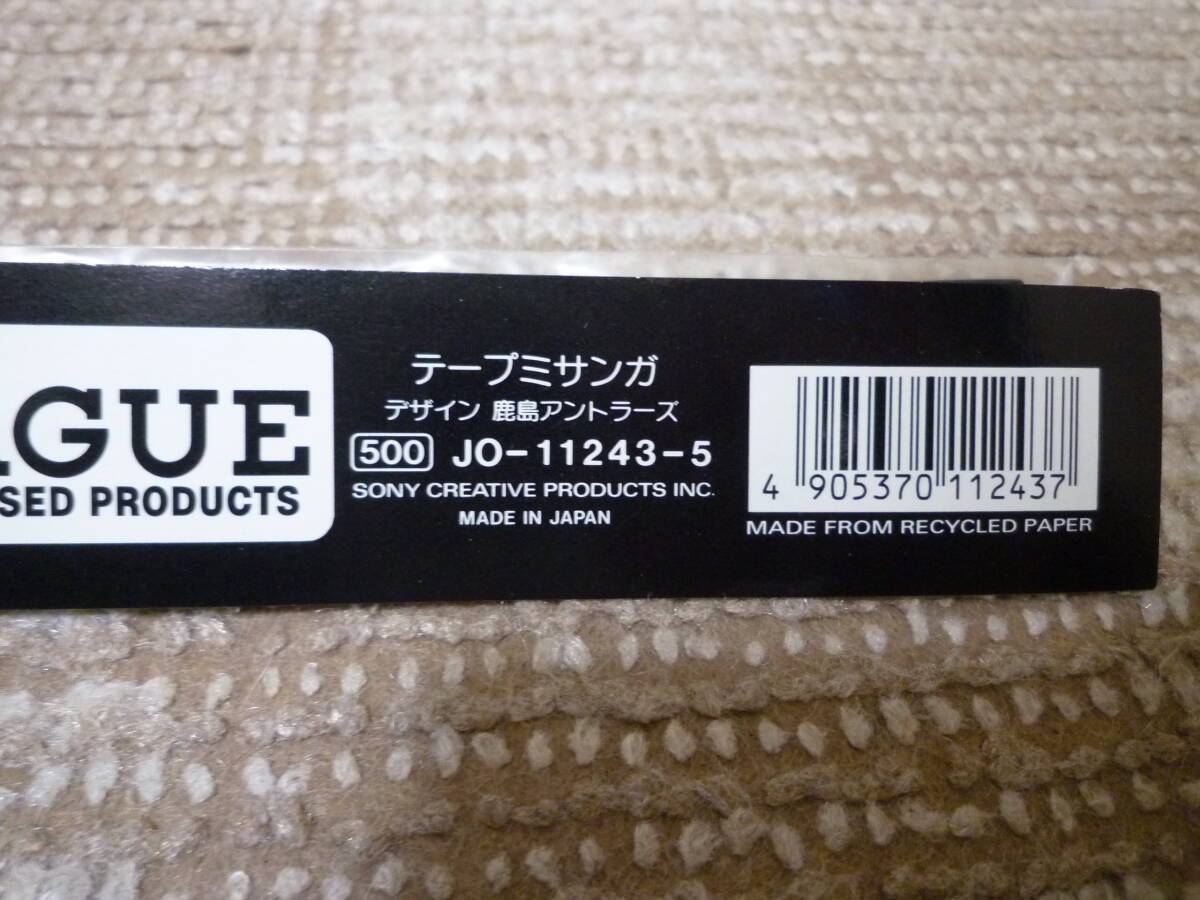 GUE
SED PRODUCTS
テープミサンガ
デザイン 鹿島アントラーズ
500 JO-11243-5
SONY CREATIVE PRODUCTS INC.
MADE IN JAPAN
4 905370 112437
MADE FROM RECYCLED PAPER